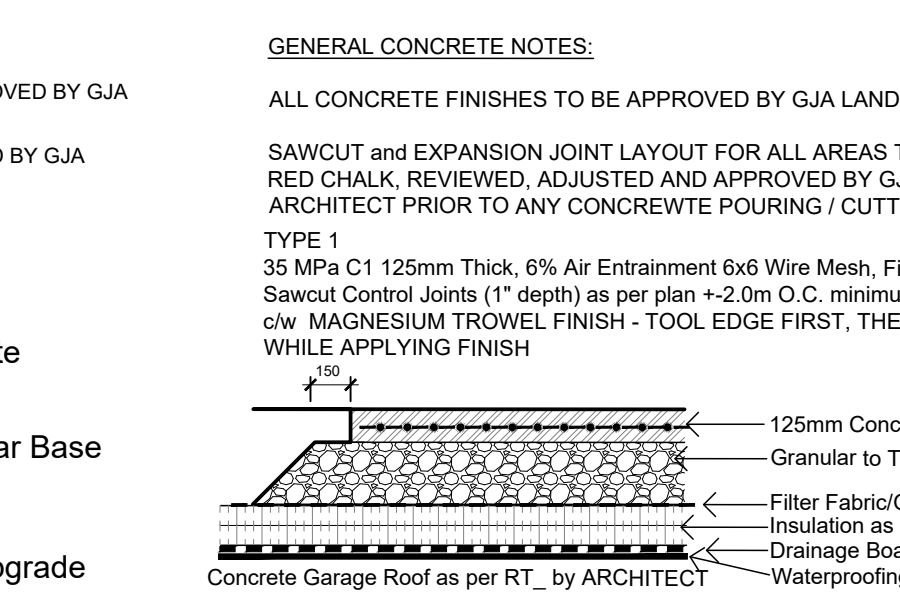 GENERAL CONCRETE NOTES:
OVED BY GJA
ALL CONCRETE FINISHES TO BE APPROVED BY GJA LAND
BY GJA
SAWCUT and EXPANSION JOINT LAYOUT FOR ALL AREAS
RED CHALK, REVIEWED, ADJUSTED AND APPROVED BY
ARCHITECT PRIOR TO ANY CONCREWTE POURING / CUTT
TYPE 1
35 MPa C1 125mm Thick, 6% Air Entrainment 6x6 Wire Mesh, Fi
Sawcut Control Joints (1" depth) as per plan +-2.0m O.C. minimu
c/w MAGNESIUM TROWEL FINISH - TOOL EDGE FIRST, THE
WHILE APPLYING FINISH
te
150
125mm Conc
ar Base
Granular to T
Filter Fabric/
Insulation as
Drainage Boa
ograde
Waterproofing
Concrete Garage Roof as per RT_ by ARCHITECT